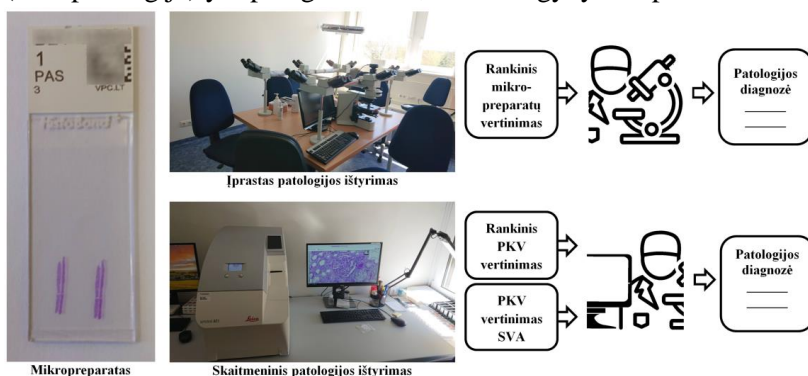 1
PAS
3
VPC.LT
Įprastas patologijos ištyrimas
Rankinis
mikro-
preparatų
vertinimas
Patologijos
diagnozė
Rankinis
PKV
vertinimas
PKV
vertinimas
SVA
Patologijos
diagnozė
Mikropreparatas
Skaitmeninis patologijos ištyrimas